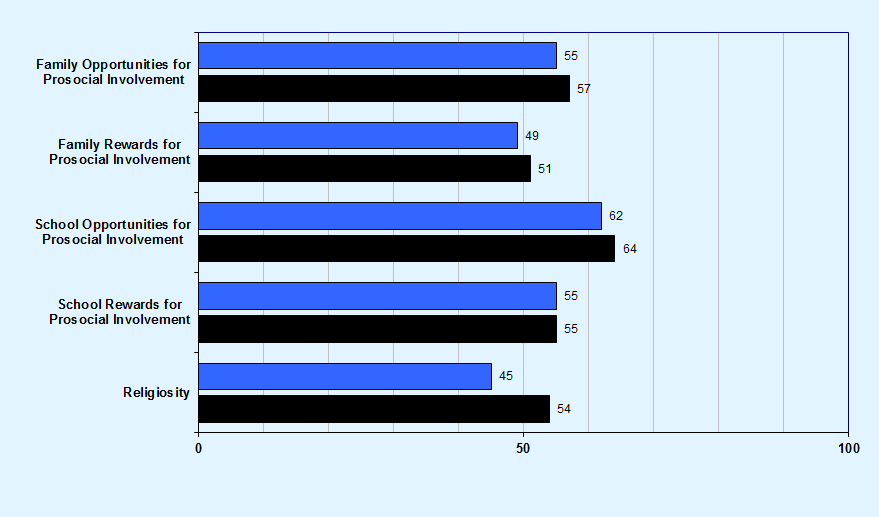 Family Opportunities for
Prosocial Involvement
55
57
Family Rewards for
Prosocial Involvement
49
51
School Opportunities for
Prosocial Involvement
62
64
School Rewards for
Prosocial Involvement
55
55
Religiosity
45
54
0
50
100